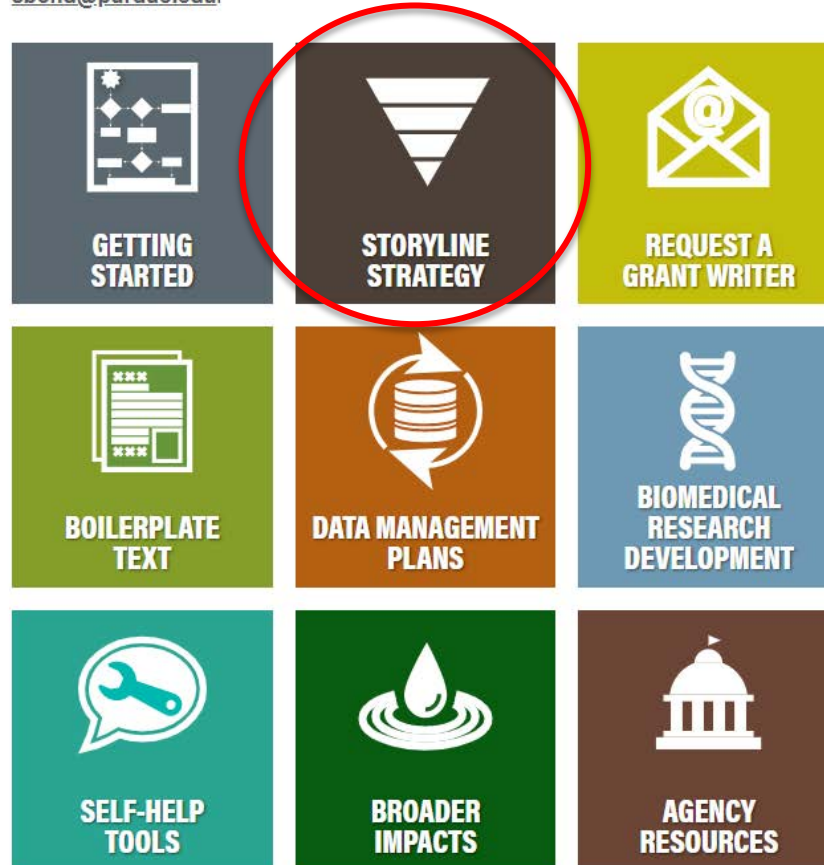 GETTING
STARTED
STORYLINE
STRATEGY
@
REQUEST A
GRANT WRITER
BOILERPLATE
TEXT
DATA MANAGEMENT
PLANS
BIOMEDICAL
RESEARCH
DEVELOPMENT
SELF-HELP
TOOLS
BROADER
IMPACTS
AGENCY
RESOURCES